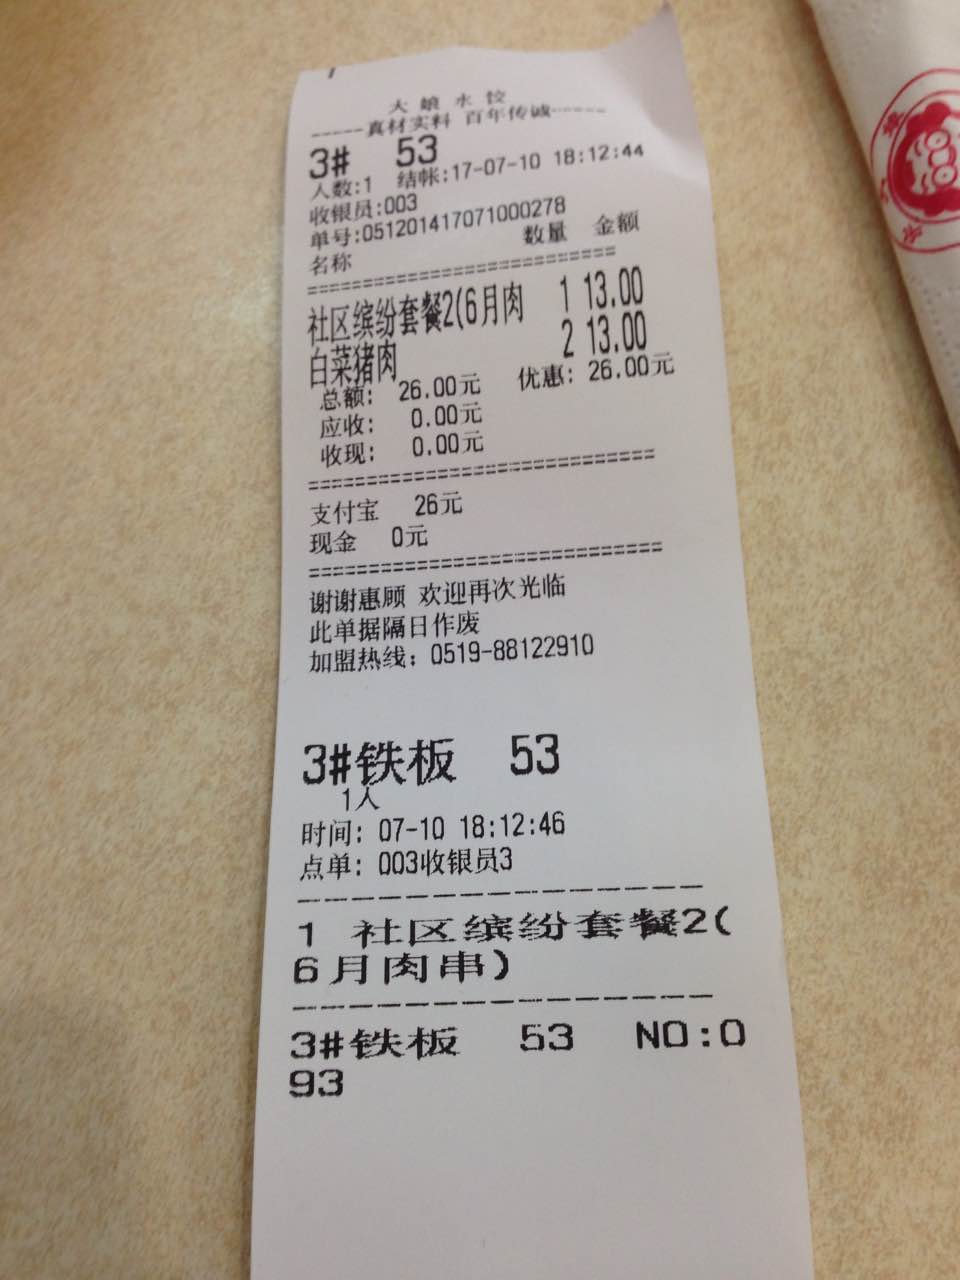 大娘水饺
-----真材实料 百年传诚-----
3# 53
人数:1 结帐:17-07-10 18:12:44
收银员:003
单号:051201417071000278
名称 数量 金额
==============================
社区缤纷套餐2(6月肉 1 13.00
白菜猪肉 2 13.00
总额: 26.00元 优惠: 26.00元
应收: 0.00元
收现: 0.00元
==============================
支付宝 26元
现金 0元
==============================
谢谢惠顾 欢迎再次光临
此单据隔日作废
加盟热线: 0519-88122910
3#铁板 53
1人
时间: 07-10 18:12:46
点单: 003收银员3
----------------
1 社区缤纷套餐2(
6月肉串)
----------------
3#铁板 53 NO:0
93